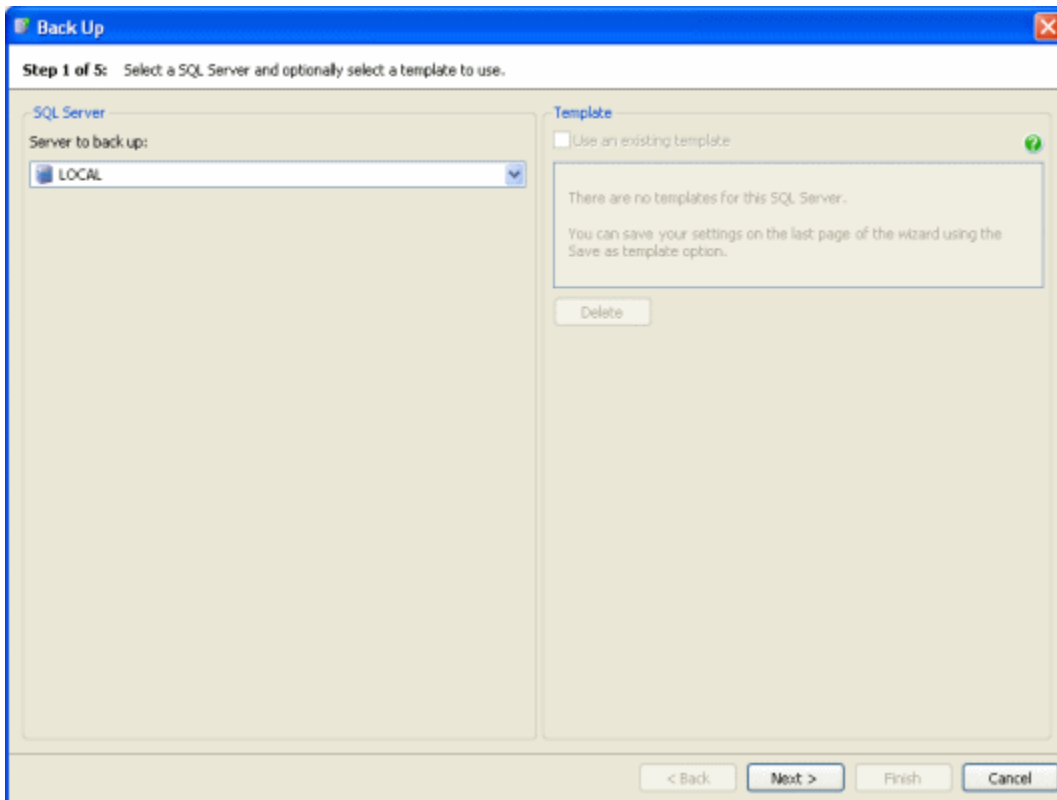 Back Up
Step 1 of 5: Select a SQL Server and optionally select a template to use.
SQL Server
Server to back up:
LOCAL
Template
Use an existing template
There are no templates for this SQL Server.
You can save your settings on the last page of the wizard using the
Save as template option.
Delete
< Back
Next >
Finish
Cancel